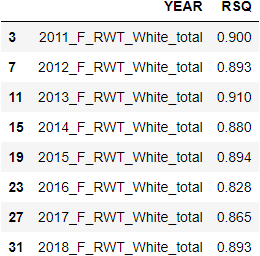 YEAR RSQ
3 2011_F_RWT_White_total 0.900
7 2012_F_RWT_White_total 0.893
11 2013_F_RWT_White_total 0.910
15 2014_F_RWT_White_total 0.880
19 2015_F_RWT_White_total 0.894
23 2016_F_RWT_White_total 0.828
27 2017_F_RWT_White_total 0.865
31 2018_F_RWT_White_total 0.893